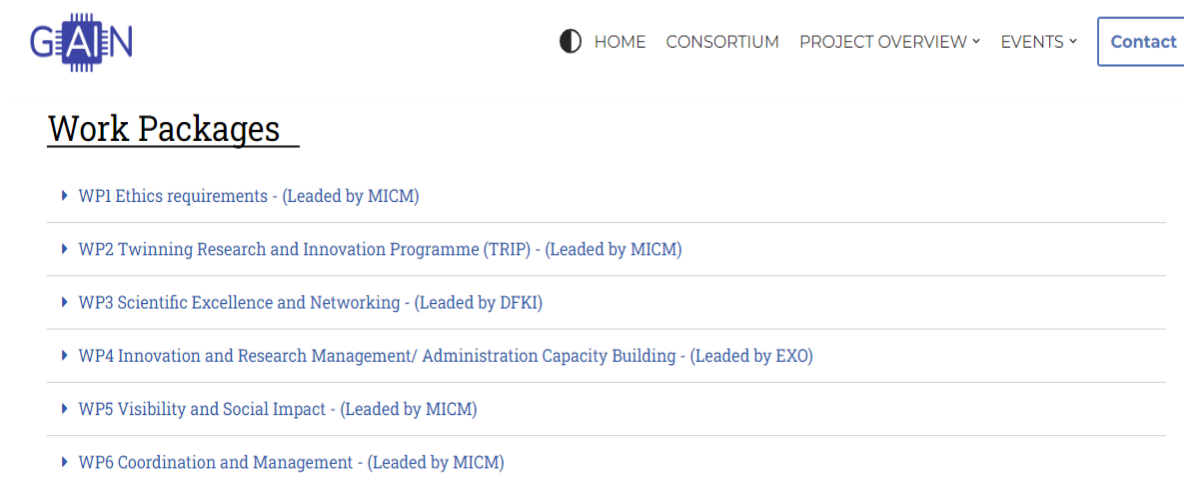 GAIN
HOME CONSORTIUM PROJECT OVERVIEW EVENTS Contact
Work Packages
WP1 Ethics requirements - (Leaded by MICM)
WP2 Twinning Research and Innovation Programme (TRIP) - (Leaded by MICM)
WP3 Scientific Excellence and Networking - (Leaded by DFKI)
WP4 Innovation and Research Management/ Administration Capacity Building - (Leaded by EXO)
WP5 Visibility and Social Impact - (Leaded by MICM)
WP6 Coordination and Management - (Leaded by MICM)